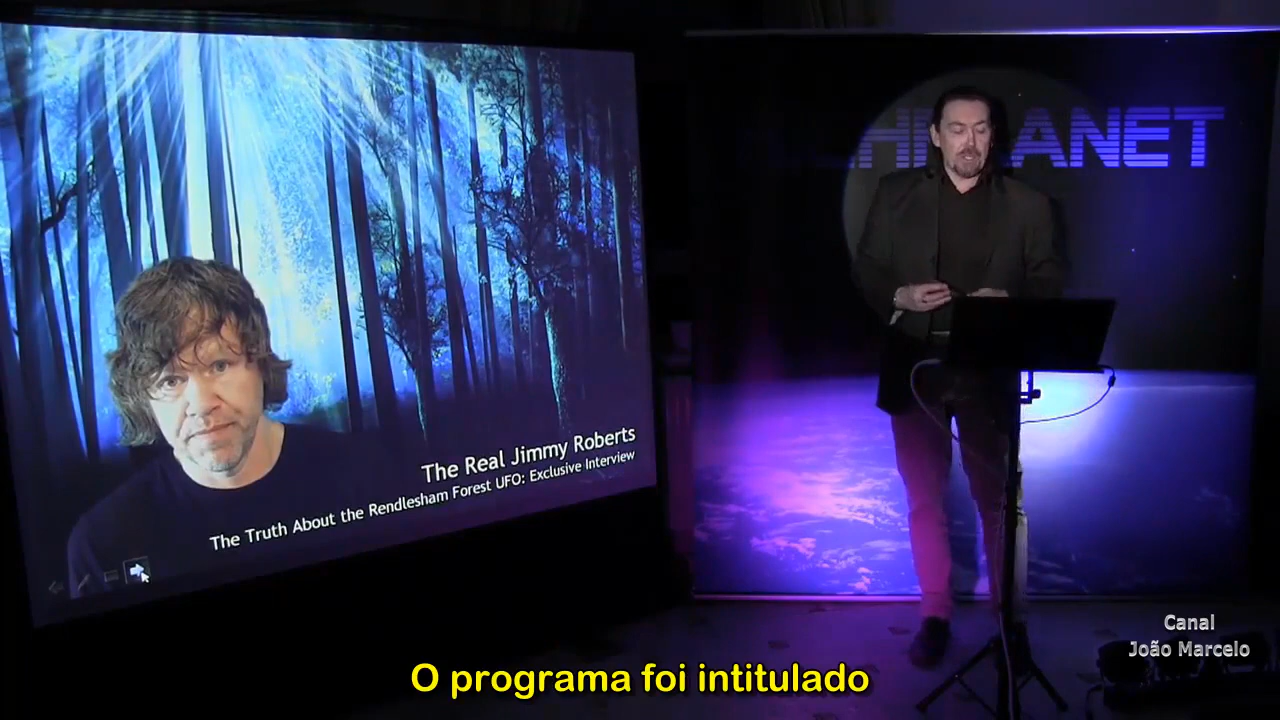 The Real Jimmy Roberts
The Truth About the Rendlesham Forest UFO: Exclusive Interview
Canal
João Marcelo
O programa foi intitulado